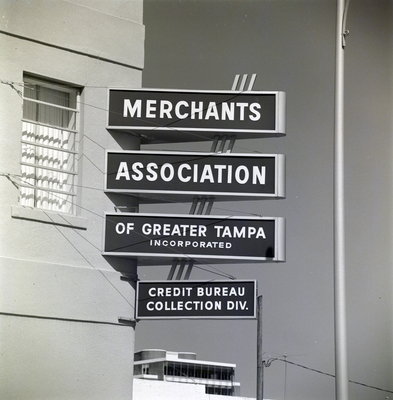 MERCHANTS
ASSOCIATION
OF GREATER TAMPA
INCORPORATED
CREDIT BUREAU
COLLECTION DIV.